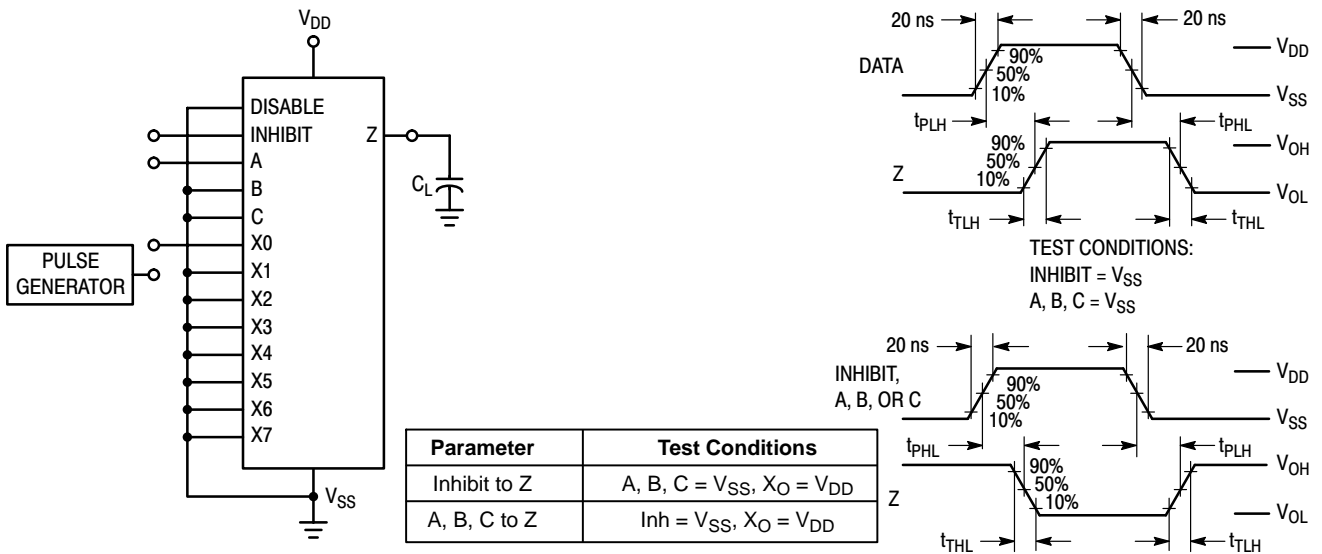 VDD
DISABLE
INHIBIT
Z
A
B
C
X0
X1
X2
X3
X4
X5
X6
X7
CL
PULSE
GENERATOR
VSS
Parameter Test Conditions
Inhibit to Z A, B, C = VSS, XO = VDD
A, B, C to Z Inh = VSS, XO = VDD
20 ns 20 ns
DATA
90%
50%
10%
VDD
VSS
tPLH tPHL
Z
90%
50%
10%
VOH
VOL
tTLH tTHL
TEST CONDITIONS:
INHIBIT = VSS
A, B, C = VSS
20 ns 20 ns
INHIBIT,
A, B, OR C
90%
50%
10%
VDD
VSS
tPHL tPLH
Z
90%
50%
10%
VOH
VOL
tTHL tTLH